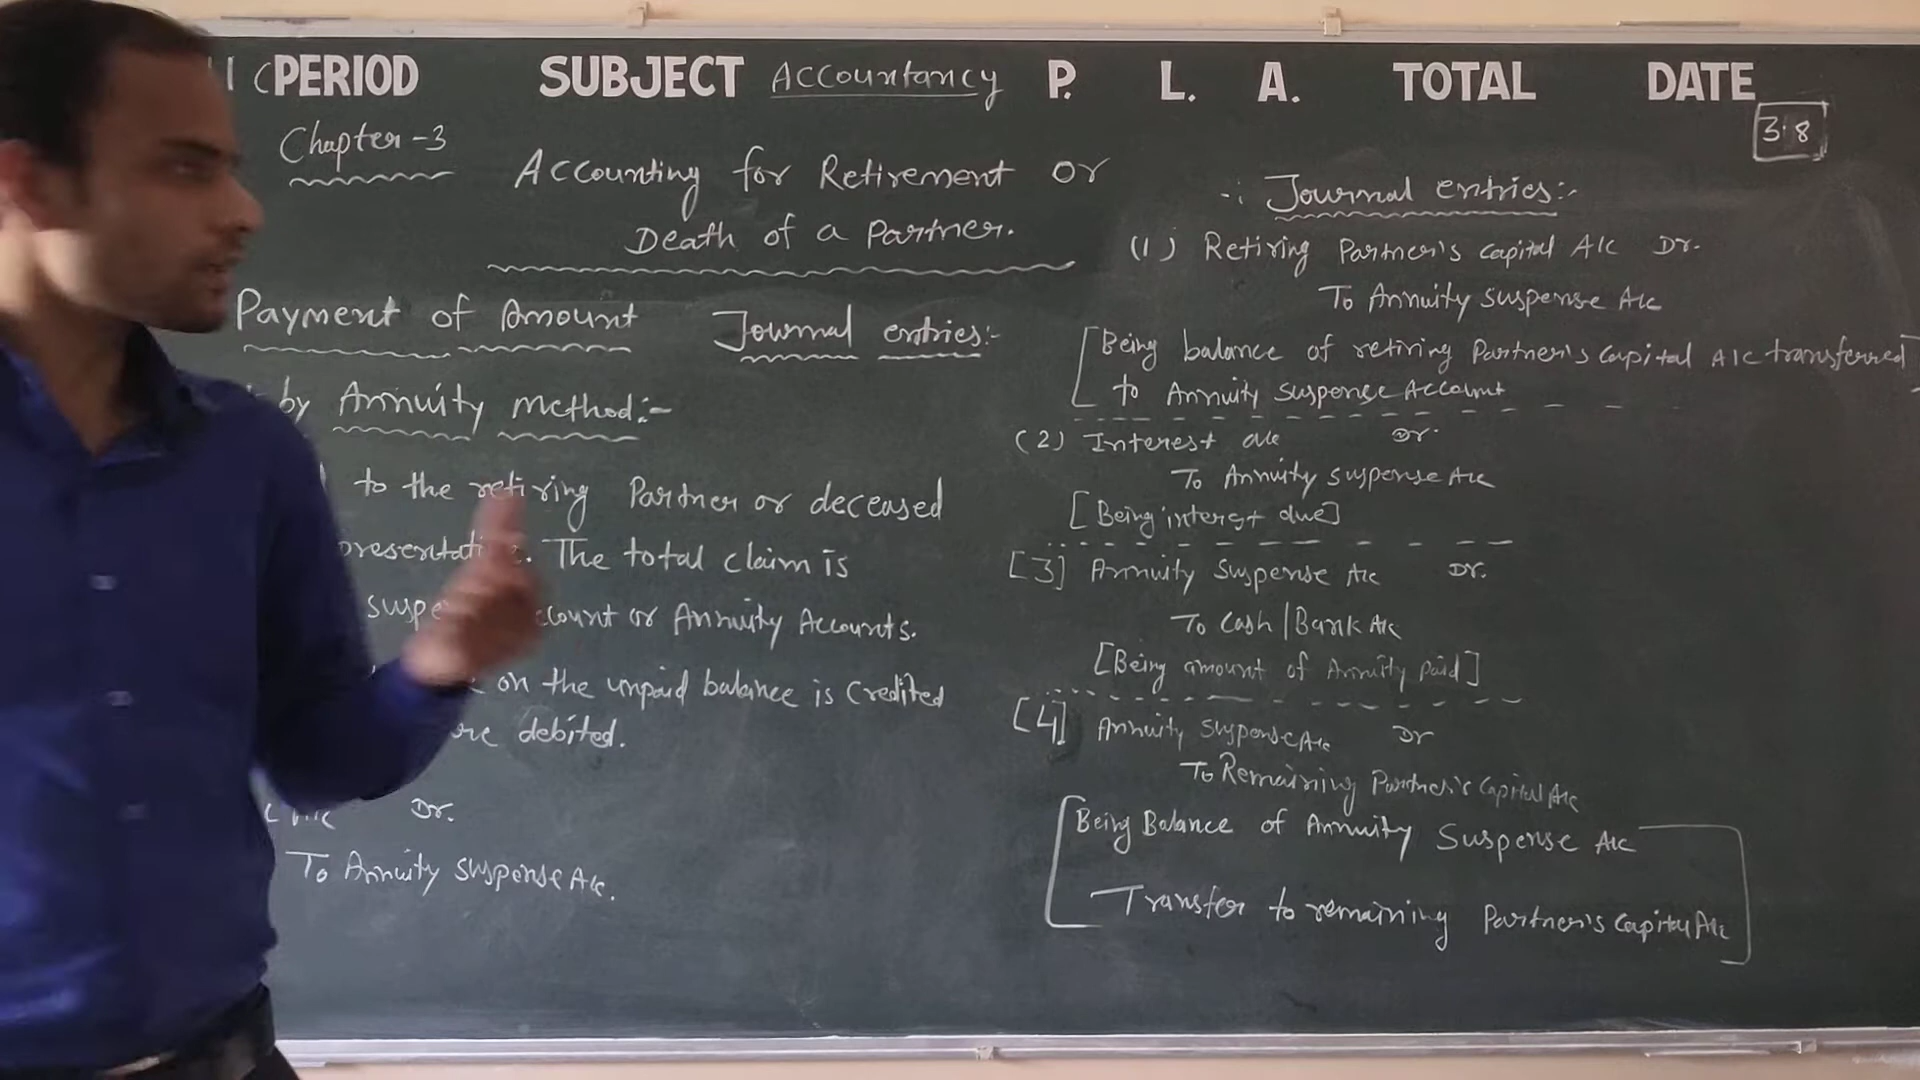 PERIOD SUBJECT Accountancy P. L. A. TOTAL DATE
3.8
Chapter-3
Accounting for Retirement or
Death of a Partner.
Payment of Amount Journal entries:-
by Annuity method:-
to the retiring Partner or deceased
The total claim is
Account or Annuity Accounts.
on the unpaid balance is Credited
debited.
Dr.
To Annuity suspense A/c.
Journal entries:-
(1) Retiring Partner's capital A/c Dr.
To Annuity suspense A/c
[Being balance of retiring Partner's capital A/c transferred
to Annuity suspense Account]
(2) Interest a/c Dr.
To Annuity suspense A/c
[Being interest due]
[3] Annuity suspense A/c Dr.
To Cash/Bank A/c
[Being amount of Annuity paid]
[4] Annuity suspense A/c Dr
To Remaining Partner's capital A/c
[Being Balance of Annuity Suspense A/c
Transfer to remaining Partner's capital A/c]